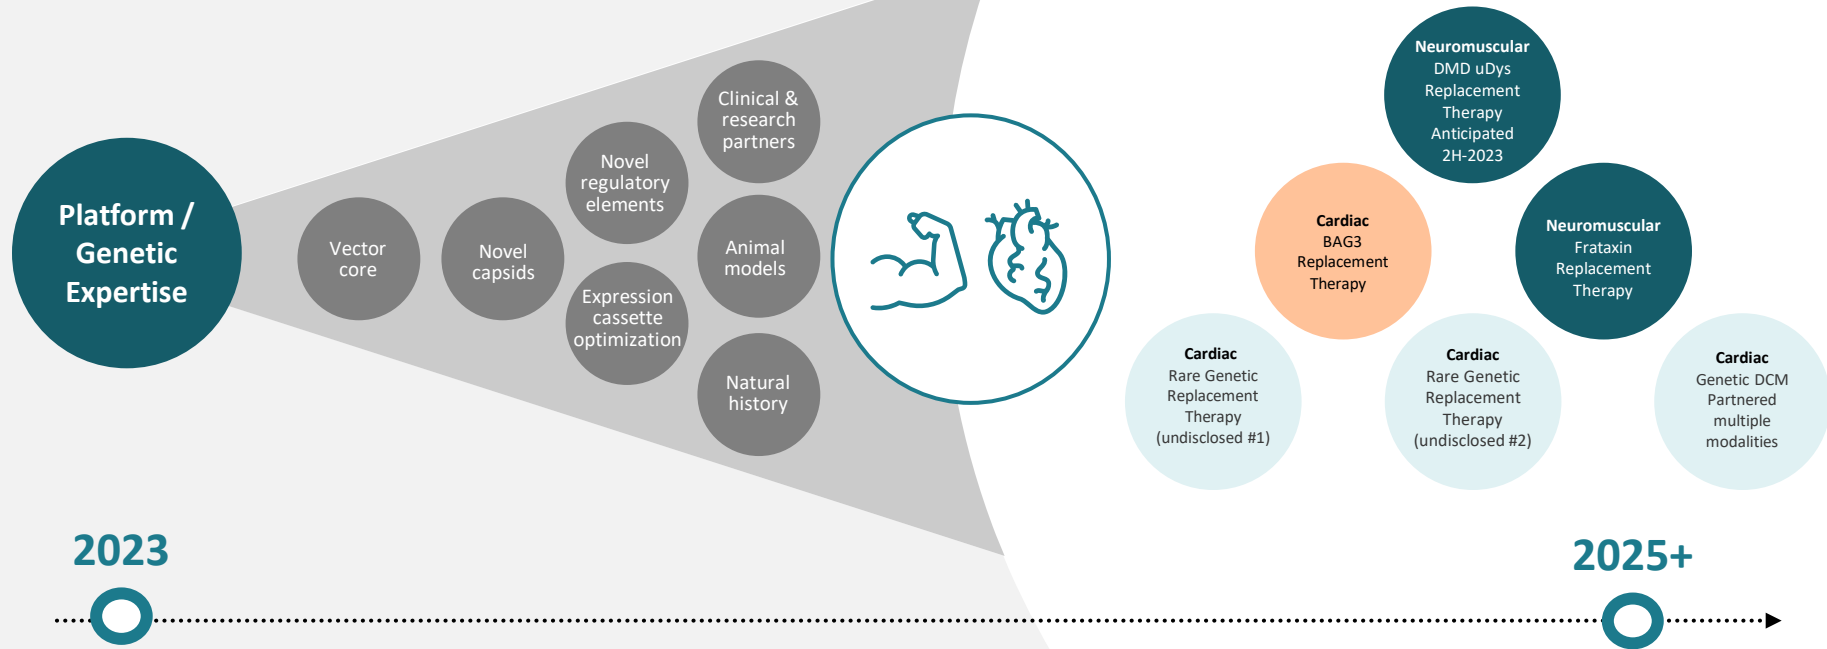 Platform /
Genetic
Expertise
Vector
core
Novel
capsids
Novel
regulatory
elements
Expression
cassette
optimization
Clinical &
research
partners
Animal
models
Natural
history
Neuromuscular
DMD uDys
Replacement
Therapy
Anticipated
2H-2023
Cardiac
BAG3
Replacement
Therapy
Neuromuscular
Frataxin
Replacement
Therapy
Cardiac
Rare Genetic
Replacement
Therapy
(undisclosed #1)
Cardiac
Rare Genetic
Replacement
Therapy
(undisclosed #2)
Cardiac
Genetic DCM
Partnered
multiple
modalities
2023
2025+